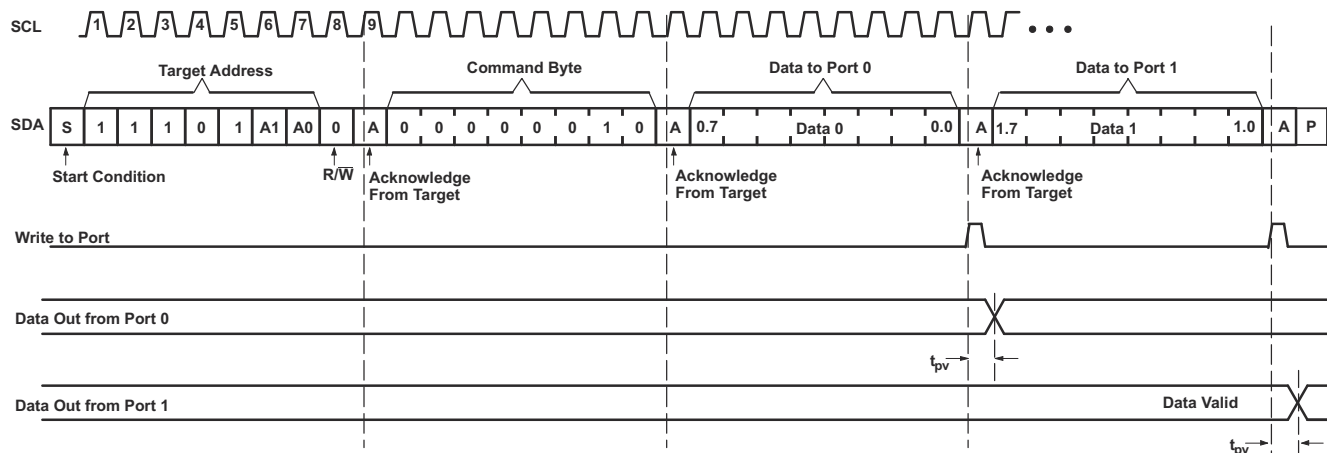 SCL 1 2 3 4 5 6 7 8 9
Target Address Command Byte Data to Port 0 Data to Port 1
SDA S 1 1 1 0 1 A1 A0 0 A 0 0 0 0 0 0 1 0 A 0.7 Data 0 0.0 A 1.7 Data 1 1.0 A P
Start Condition R/W Acknowledge From Target Acknowledge From Target Acknowledge From Target
Write to Port
Data Out from Port 0
tpv
Data Out from Port 1 Data Valid
tpv